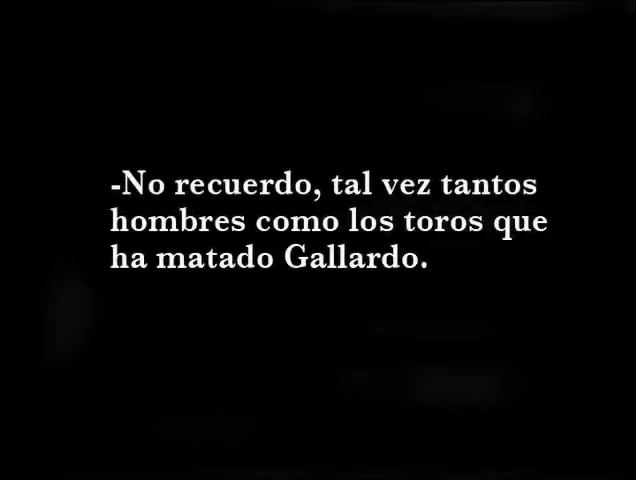 -No recuerdo, tal vez tantos
hombres como los toros que
ha matado Gallardo.